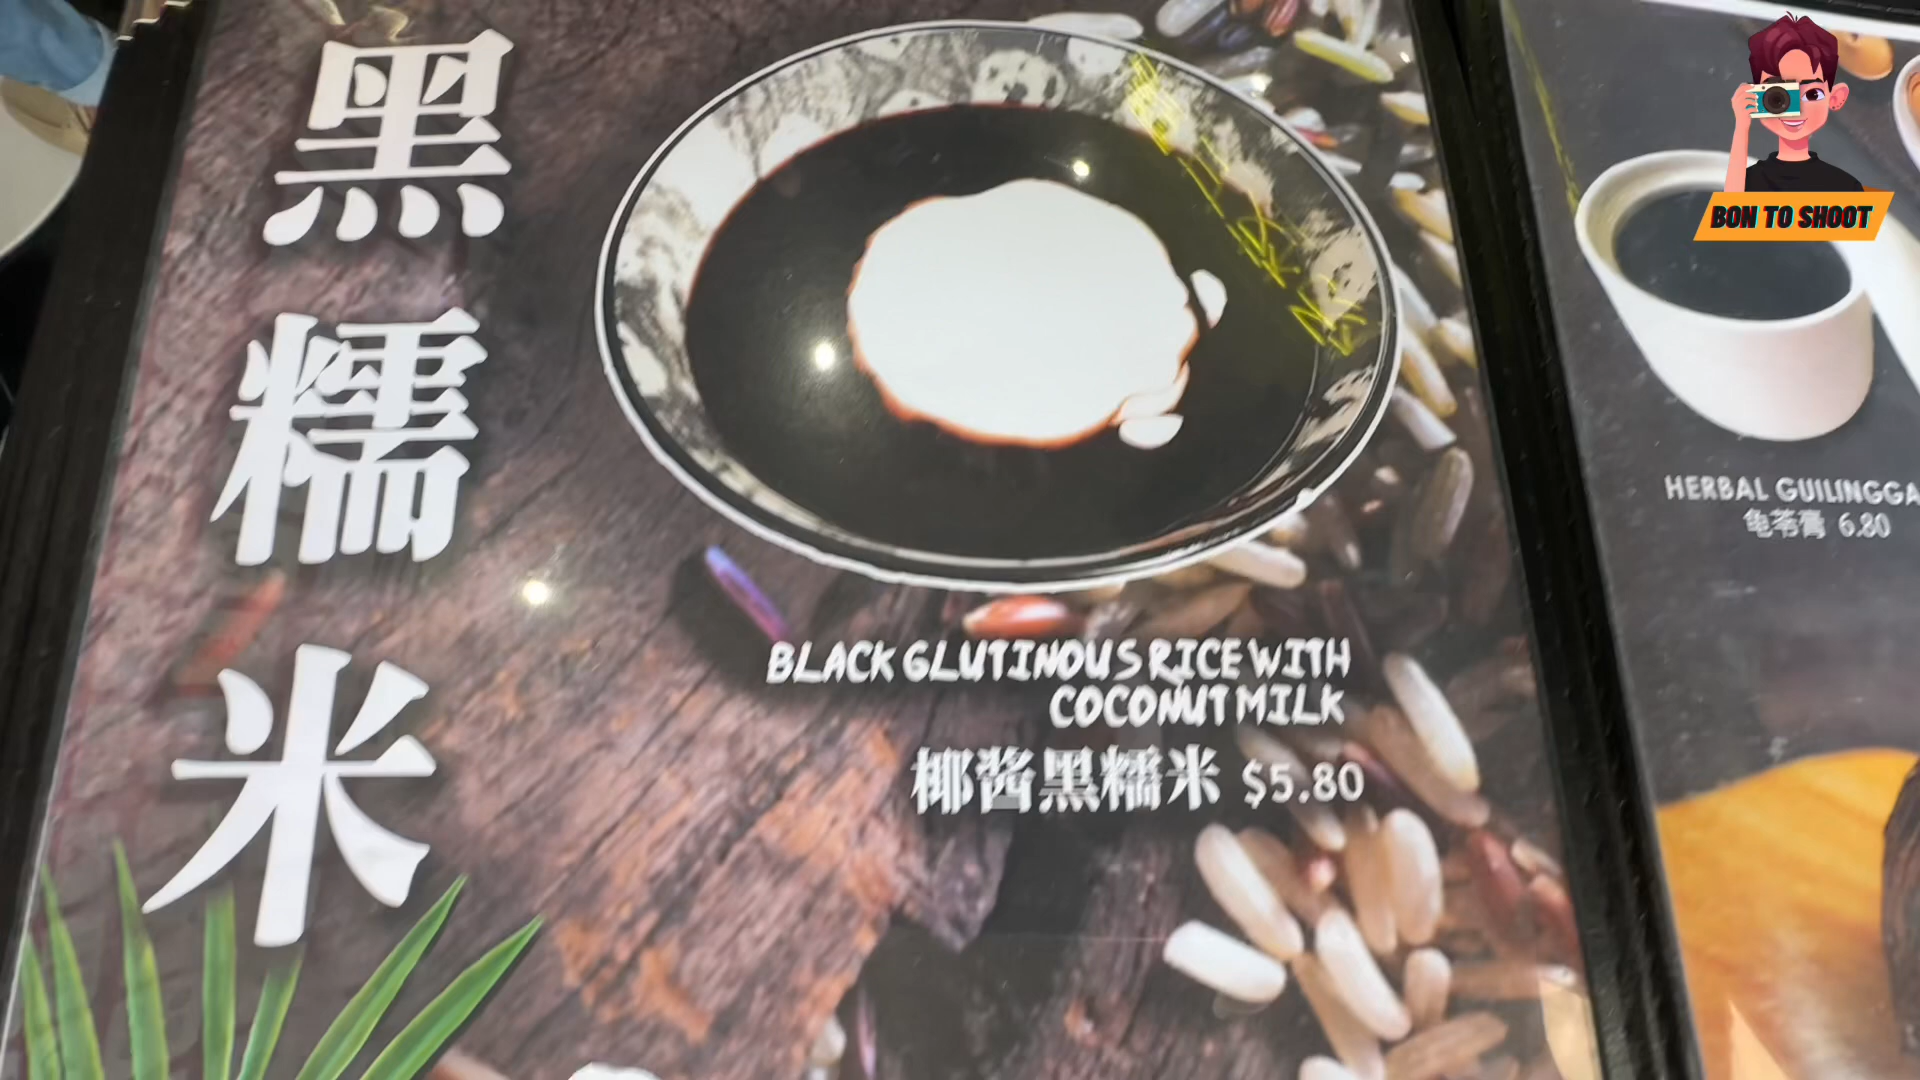 黑糯米
BLACK GLUTINOUS RICE WITH
COCONUT MILK
椰酱黑糯米 $5.80
HERBAL GUILINGGA
龟苓膏 6.80
BON TO SHOOT